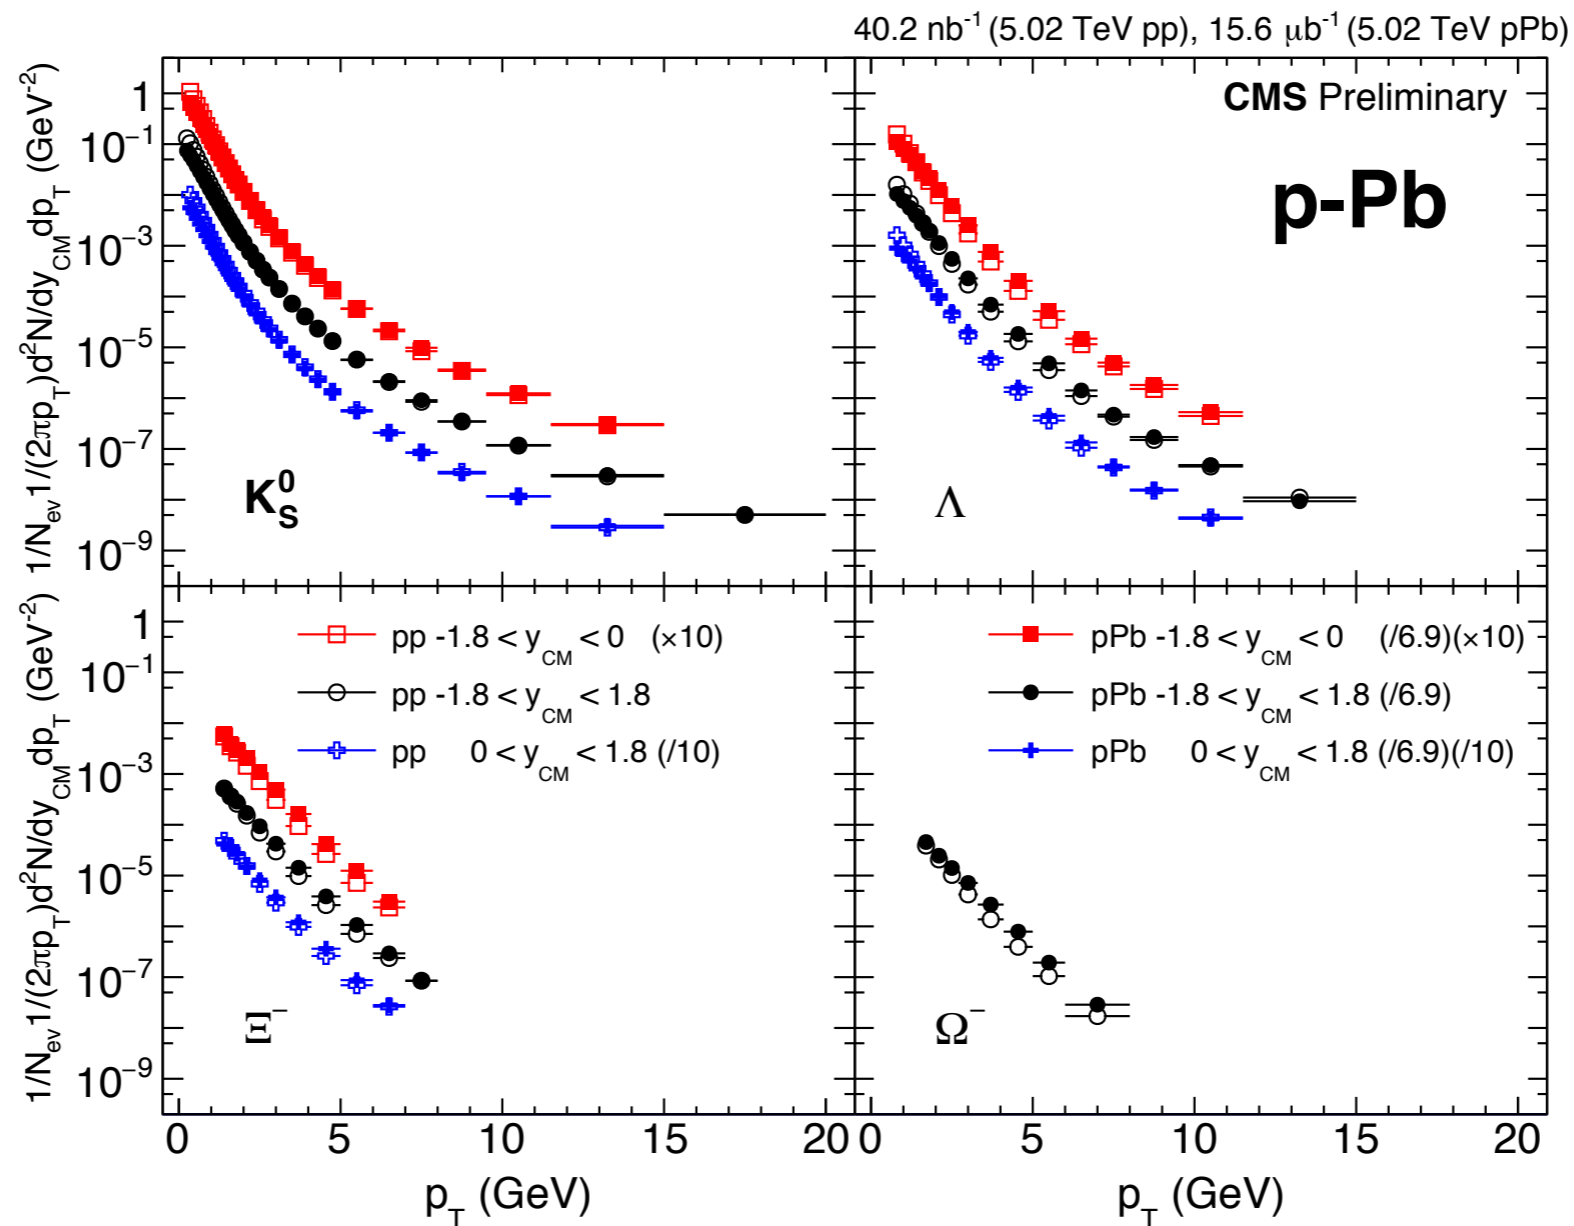 40.2 nb⁻¹ (5.02 TeV pp), 15.6 μb⁻¹ (5.02 TeV pPb)
1/N_ev 1/(2πp_T)d²N/dy_CM dp_T (GeV⁻²)
1
10⁻¹
10⁻³
10⁻⁵
10⁻⁷
10⁻⁹
K⁰_S
CMS Preliminary
p-Pb
Λ
1/N_ev 1/(2πp_T)d²N/dy_CM dp_T (GeV⁻²)
1
10⁻¹
10⁻³
10⁻⁵
10⁻⁷
10⁻⁹
pp -1.8 < y_CM < 0 (×10)
pp -1.8 < y_CM < 1.8
pp 0 < y_CM < 1.8 (/10)
Ξ⁻
pPb -1.8 < y_CM < 0 (/6.9)(×10)
pPb -1.8 < y_CM < 1.8 (/6.9)
pPb 0 < y_CM < 1.8 (/6.9)(/10)
Ω⁻
0 5 10 15 20 0 5 10 15 20
p_T (GeV) p_T (GeV)